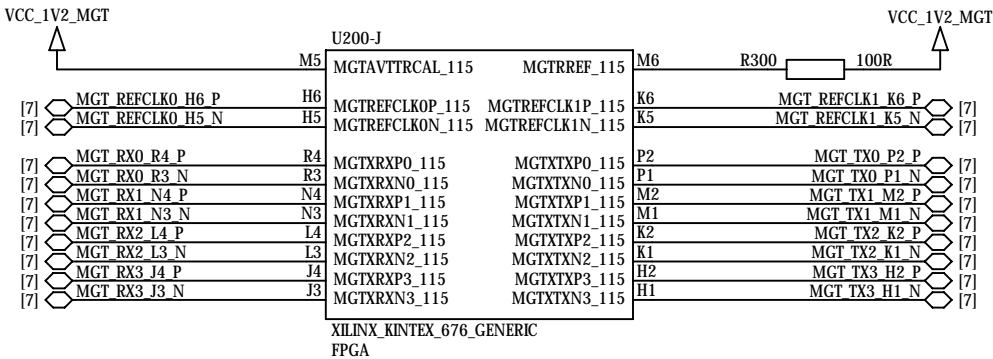 VCC_1V2_MGT VCC_1V2_MGT
U200-J
M5 MGTAVTTRCAL_115 MGTRREF_115 M6 R300 100R
[7] MGT_REFCLK0_H6_P H6 MGTREFCLK0P_115 MGTREFCLK1P_115 K6 MGT_REFCLK1_K6_P [7]
[7] MGT_REFCLK0_H5_N H5 MGTREFCLK0N_115 MGTREFCLK1N_115 K5 MGT_REFCLK1_K5_N [7]
[7] MGT_RX0_R4_P R4 MGTXRXP0_115 MGTXTXP0_115 P2 MGT_TX0_P2_P [7]
[7] MGT_RX0_R3_N R3 MGTXRXN0_115 MGTXTXN0_115 P1 MGT_TX0_P1_N [7]
[7] MGT_RX1_N4_P N4 MGTXRXP1_115 MGTXTXP1_115 M2 MGT_TX1_M2_P [7]
[7] MGT_RX1_N3_N N3 MGTXRXN1_115 MGTXTXN1_115 M1 MGT_TX1_M1_N [7]
[7] MGT_RX2_L4_P L4 MGTXRXP2_115 MGTXTXP2_115 K2 MGT_TX2_K2_P [7]
[7] MGT_RX2_L3_N L3 MGTXRXN2_115 MGTXTXN2_115 K1 MGT_TX2_K1_N [7]
[7] MGT_RX3_J4_P J4 MGTXRXP3_115 MGTXTXP3_115 H2 MGT_TX3_H2_P [7]
[7] MGT_RX3_J3_N J3 MGTXRXN3_115 MGTXTXN3_115 H1 MGT_TX3_H1_N [7]
XILINX_KINTEX_676_GENERIC
FPGA